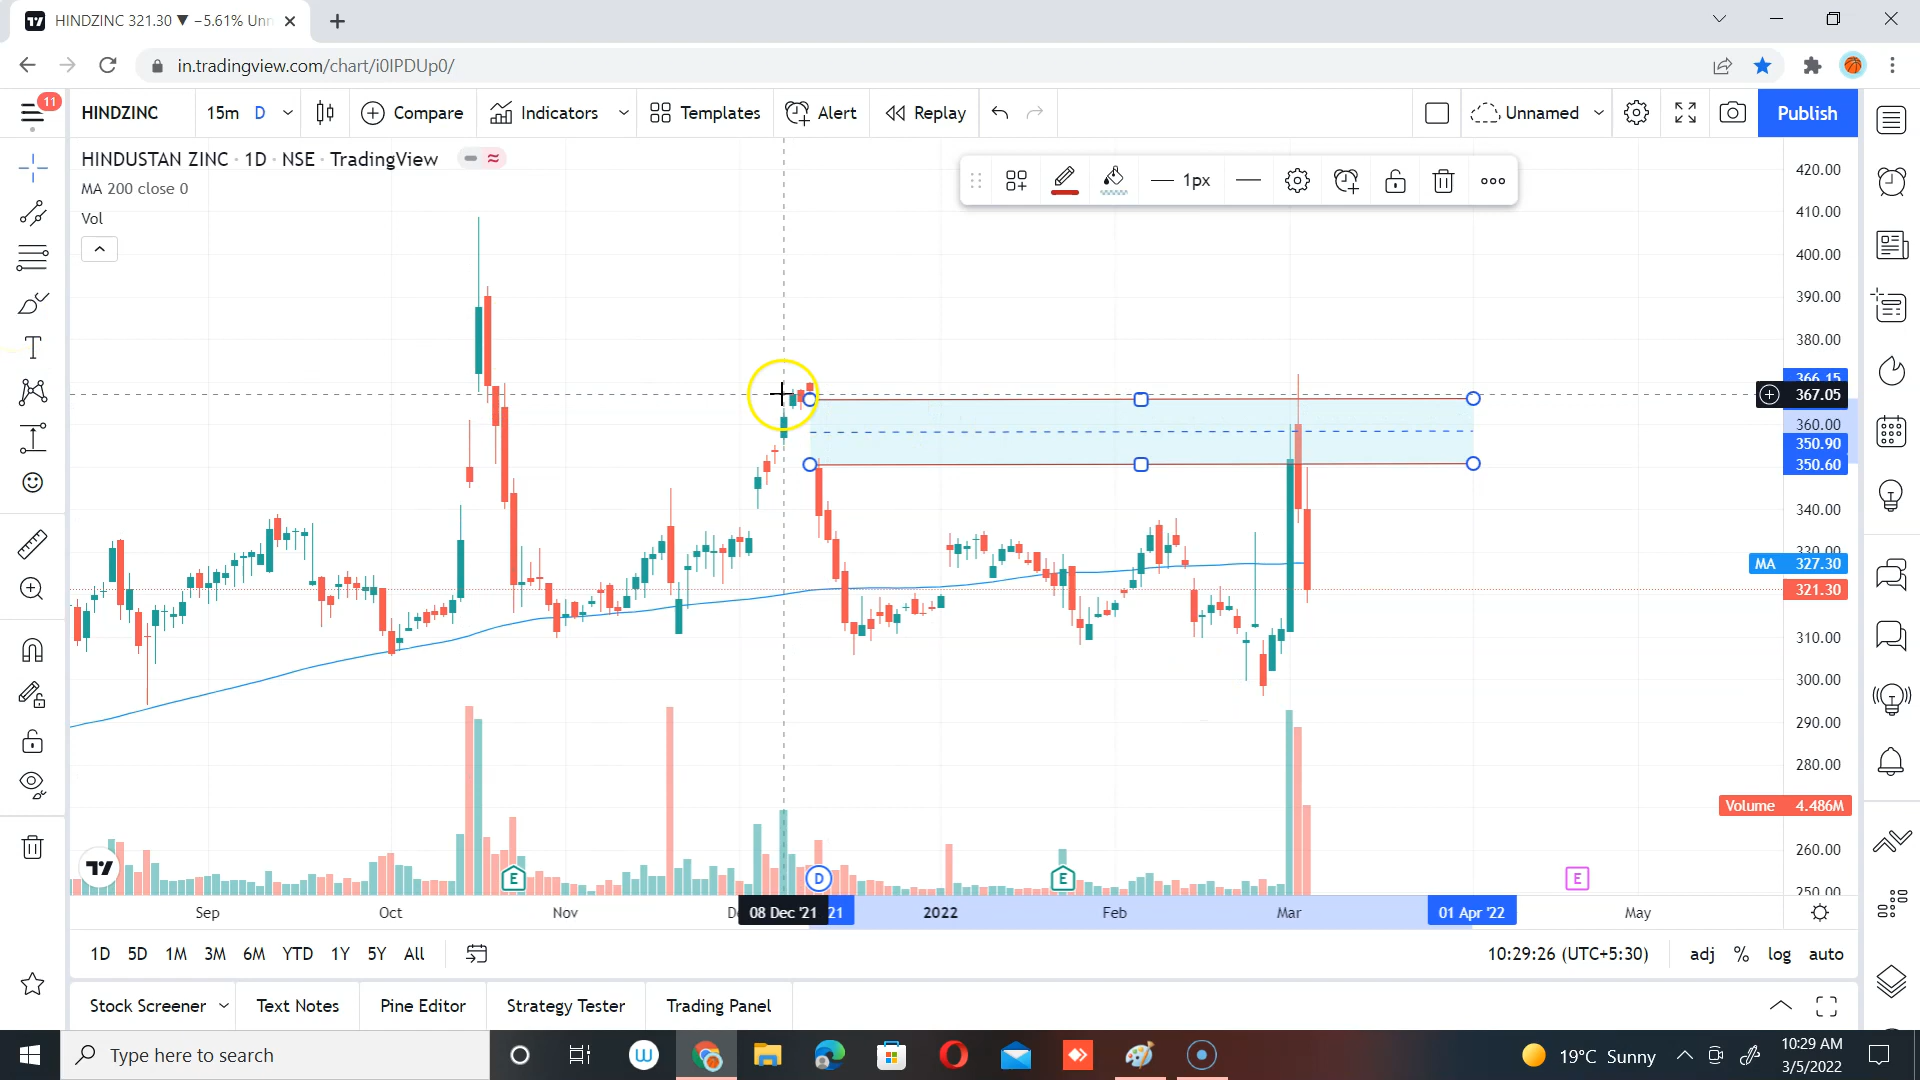 HINDZINC 321.30 ▼ −5.61% Unn
in.tradingview.com/chart/i0IPDUp0/
11
HINDZINC
15m D
Compare
Indicators
Templates
Alert
Replay
Unnamed
Publish
HINDUSTAN ZINC · 1D · NSE · TradingView
MA 200 close 0
Vol
1px
420.00
410.00
400.00
390.00
380.00
366.15
367.05
360.00
350.90
350.60
340.00
330.00
MA 327.30
321.30
310.00
300.00
290.00
280.00
Volume 4.486M
260.00
250.00
E D E E
Sep Oct Nov D 08 Dec '21 21 2022 Feb Mar 01 Apr '22 May
1D 5D 1M 3M 6M YTD 1Y 5Y All
10:29:26 (UTC+5:30) adj % log auto
Stock Screener Text Notes Pine Editor Strategy Tester Trading Panel
Type here to search
19°C Sunny
10:29 AM
3/5/2022